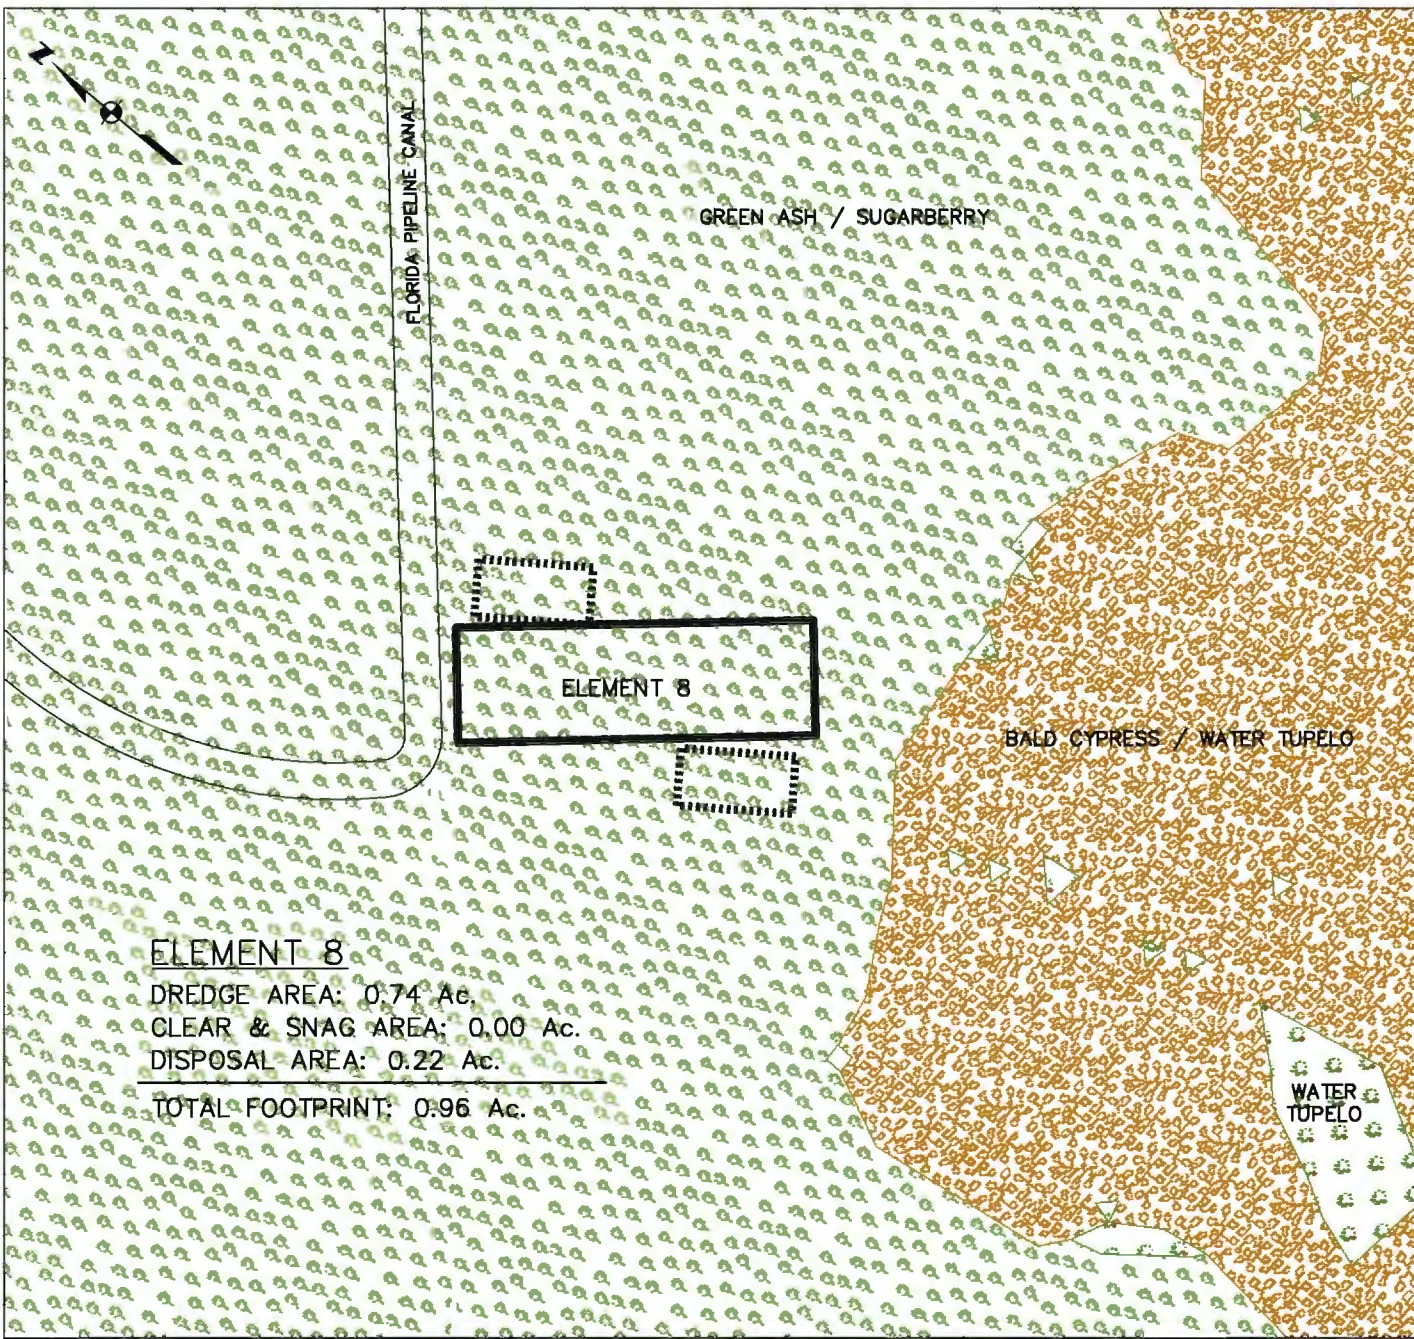 N
FLORIDA PIPELINE CANAL
GREEN ASH / SUGARBERRY
ELEMENT 8
BALD CYPRESS / WATER TUPELO
ELEMENT 8
DREDGE AREA: 0.74 Ac.
CLEAR & SNAG AREA: 0.00 Ac.
DISPOSAL AREA: 0.22 Ac.
TOTAL FOOTPRINT: 0.96 Ac.
WATER
TUPELO